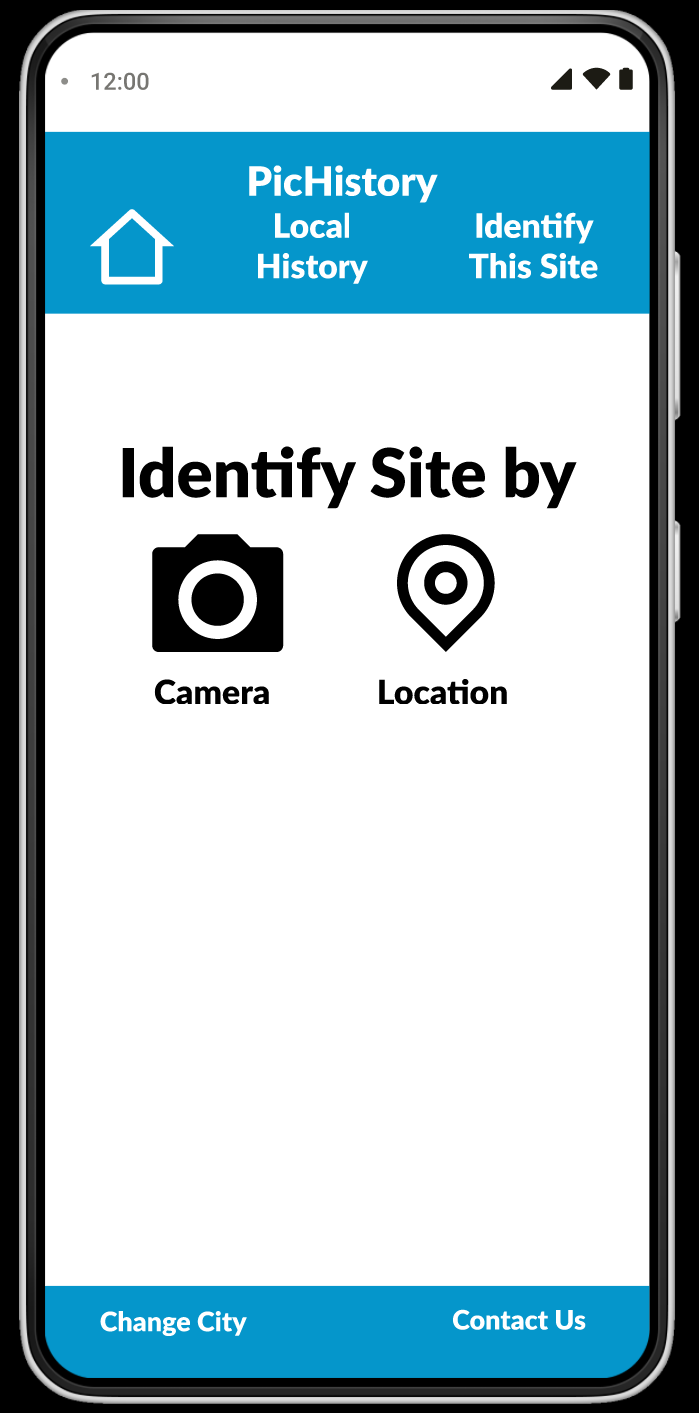 12:00
PicHistory
Local
History
Identify
This Site
Identify Site by
Camera
Location
Change City
Contact Us